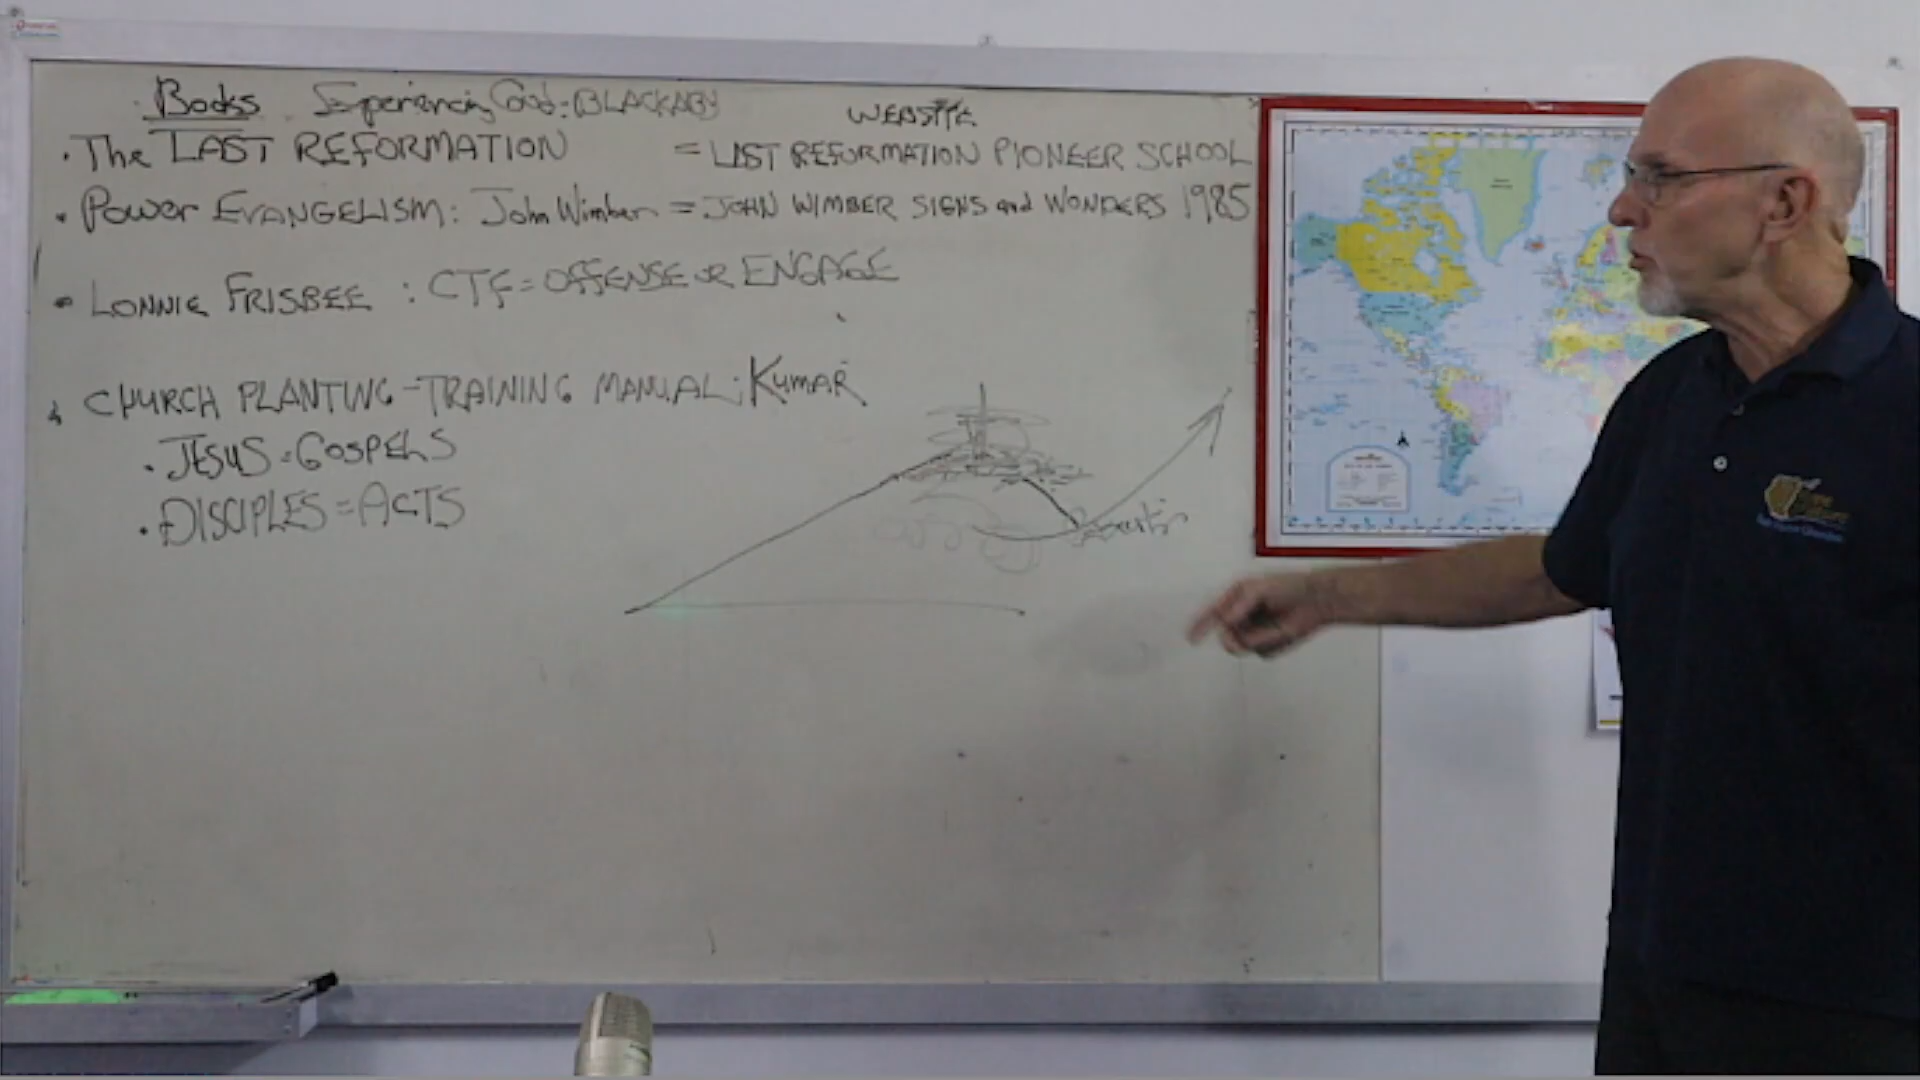 Books Experiencing God: BLACKABY
WEBSITE
• The LAST REFORMATION = LAST REFORMATION PIONEER SCHOOL
• POWER EVANGELISM: John Wimber = JOHN WIMBER SIGNS and WONDERS 1985
• LONNIE FRISBEE : CTF = OFFENSE OR ENGAGE
• CHURCH PLANTING - TRAINING MANUAL: KUMAR
• JESUS = GOSPELS
• DISCIPLES = ACTS